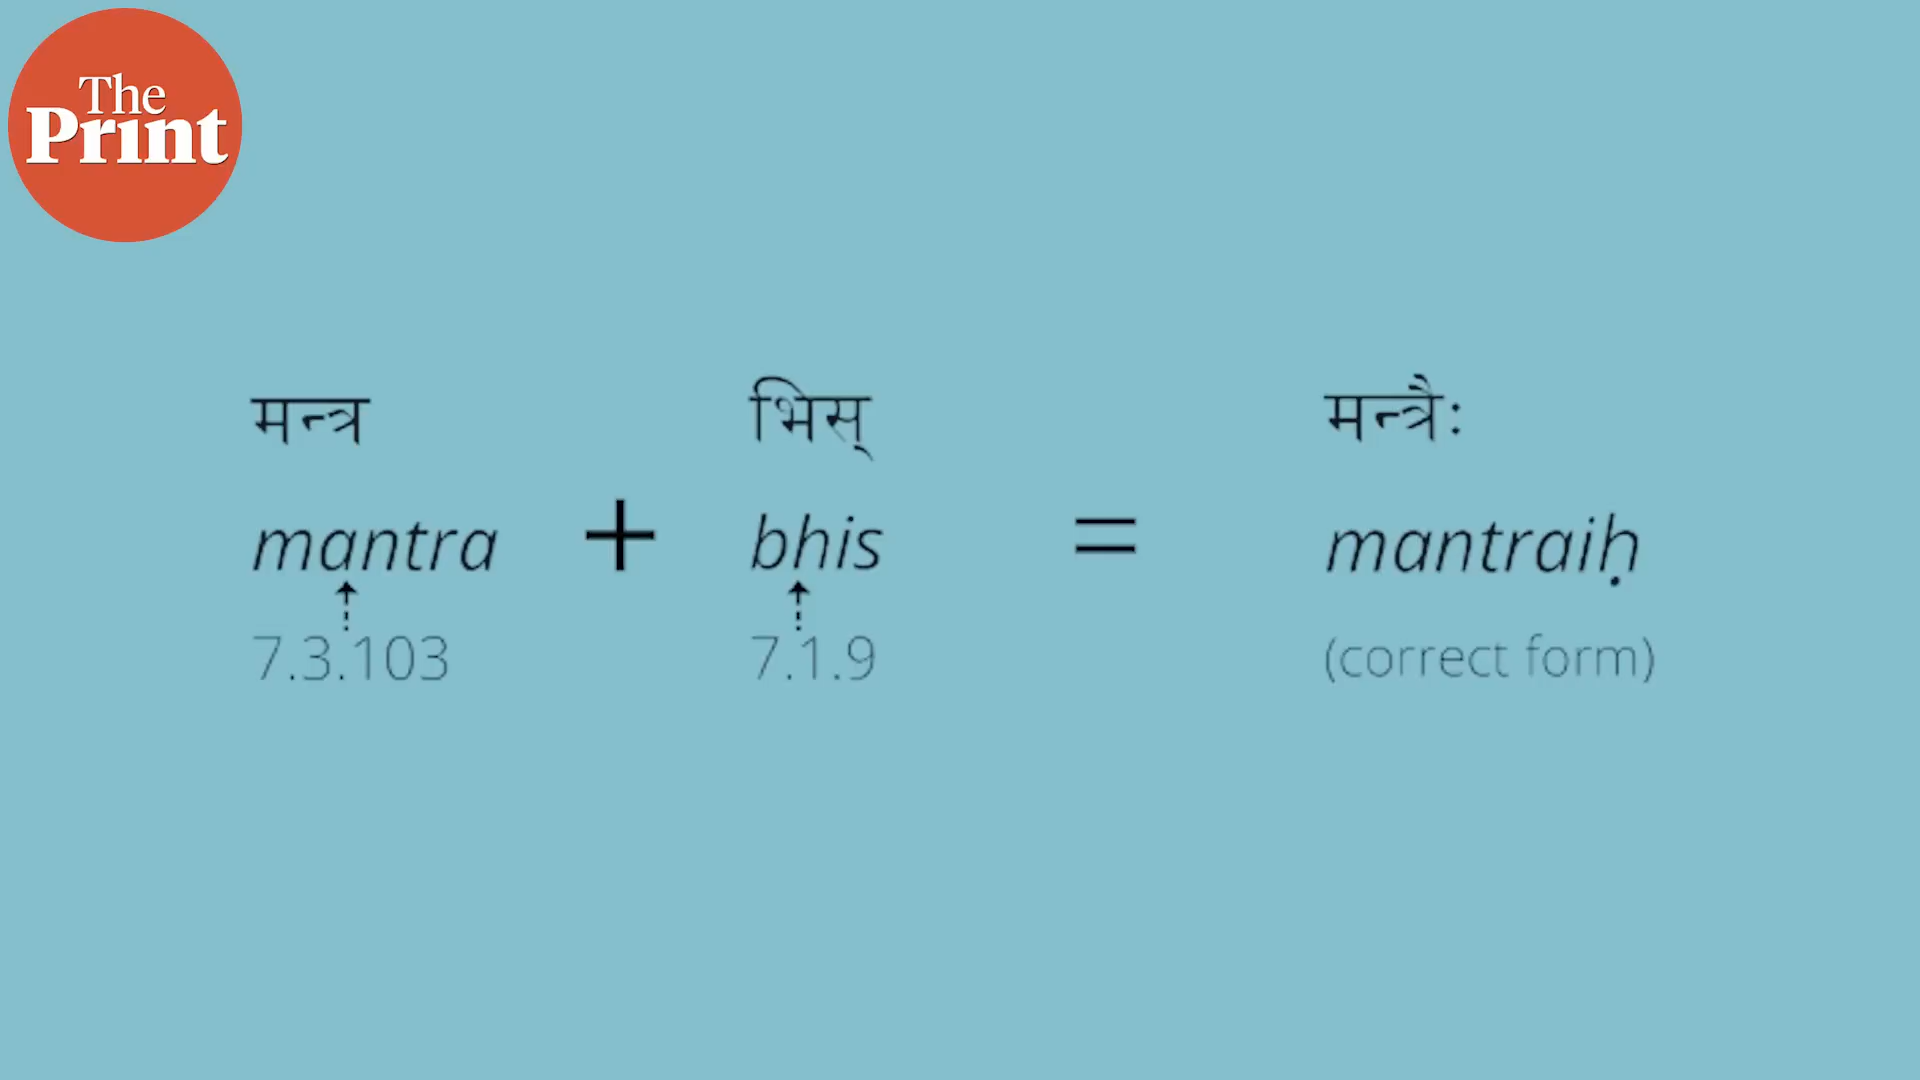 The
Print
मन्त्र भिस् मन्त्रैः
mantra + bhis = mantraiḥ
7.3.103 7.1.9 (correct form)